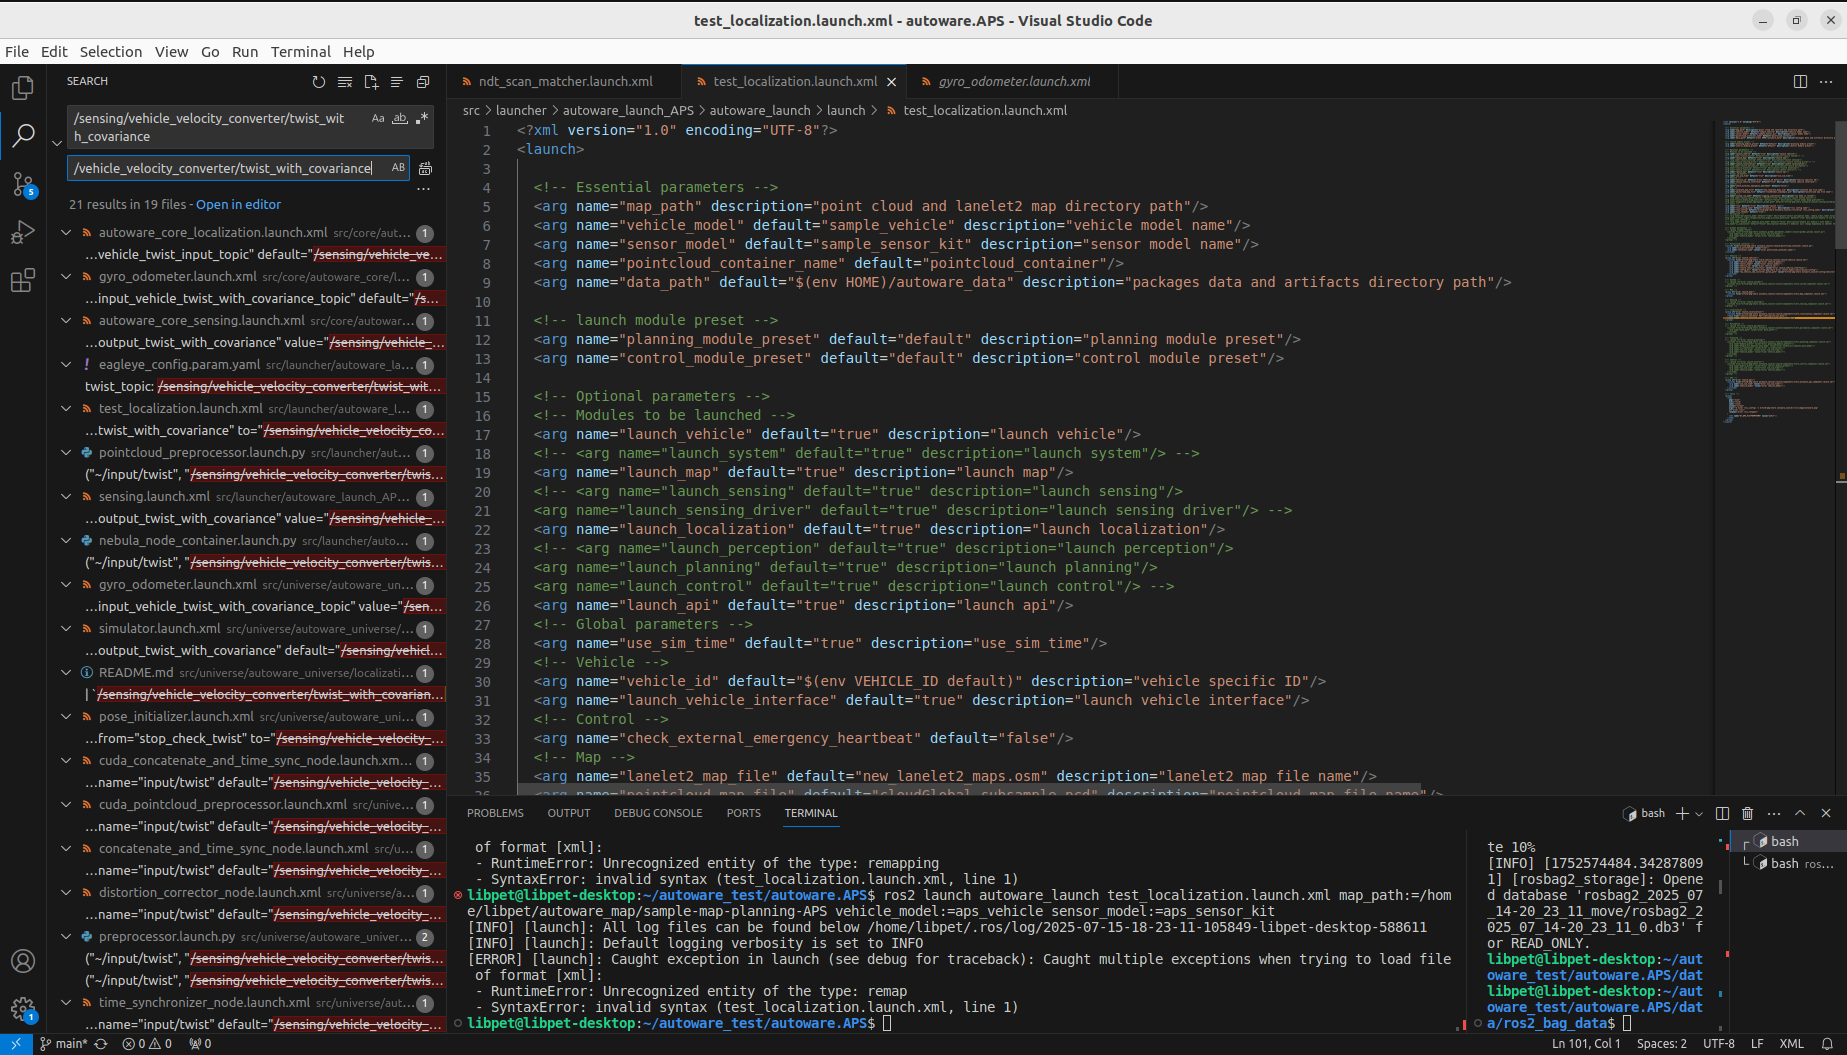 test_localization.launch.xml - autoware.APS - Visual Studio Code
File Edit Selection View Go Run Terminal Help
SEARCH
/sensing/vehicle_velocity_converter/twist_wit
h_covariance
Aa ab .*
/vehicle_velocity_converter/twist_with_covariance AB
21 results in 19 files - Open in editor
autoware_core_localization.launch.xml src/core/aut... 1
...vehicle_twist_input_topic" default="/sensing/vehicle_ve...
gyro_odometer.launch.xml src/core/autoware_core/l... 1
...input_vehicle_twist_with_covariance_topic" default="/s...
autoware_core_sensing.launch.xml src/core/autowar... 1
...output_twist_with_covariance" value="/sensing/vehicle_...
eagleye_config.param.yaml src/launcher/autoware_la... 1
twist_topic: /sensing/vehicle_velocity_converter/twist_wit...
test_localization.launch.xml src/launcher/autoware_l... 1
...twist_with_covariance" to="/sensing/vehicle_velocity_co...
pointcloud_preprocessor.launch.py src/launcher/aut... 1
("~/input/twist", "/sensing/vehicle_velocity_converter/twis...
sensing.launch.xml src/launcher/autoware_launch_AP... 1
...output_twist_with_covariance" value="/sensing/vehicle_...
nebula_node_container.launch.py src/launcher/auto... 1
("~/input/twist", "/sensing/vehicle_velocity_converter/twis...
gyro_odometer.launch.xml src/universe/autoware_un... 1
...input_vehicle_twist_with_covariance_topic" value="/sen...
simulator.launch.xml src/universe/autoware_universe/... 1
...output_twist_with_covariance" default="/sensing/vehicl...
README.md src/universe/autoware_universe/localizati... 1
| `/sensing/vehicle_velocity_converter/twist_with_covarian...
pose_initializer.launch.xml src/universe/autoware_uni... 1
...from="stop_check_twist" to="/sensing/vehicle_velocity_...
cuda_concatenate_and_time_sync_node.launch.xm... 1
...name="input/twist" default="/sensing/vehicle_velocity_...
cuda_pointcloud_preprocessor.launch.xml src/unive... 1
...name="input/twist" default="/sensing/vehicle_velocity_...
concatenate_and_time_sync_node.launch.xml src/u... 1
...name="input/twist" default="/sensing/vehicle_velocity_...
distortion_corrector_node.launch.xml src/universe/a... 1
...name="input/twist" default="/sensing/vehicle_velocity_...
preprocessor.launch.py src/universe/autoware_univer... 2
("~/input/twist", "/sensing/vehicle_velocity_converter/twis...
("~/input/twist", "/sensing/vehicle_velocity_converter/twis...
time_synchronizer_node.launch.xml src/universe/aut... 1
...name="input/twist" default="/sensing/vehicle_velocity_...
ndt_scan_matcher.launch.xml test_localization.launch.xml gyro_odometer.launch.xml
src > launcher > autoware_launch_APS > autoware_launch > launch > test_localization.launch.xml
1 <?xml version="1.0" encoding="UTF-8"?>
2 <launch>
3
4 <!-- Essential parameters -->
5 <arg name="map_path" description="point cloud and lanelet2 map directory path"/>
6 <arg name="vehicle_model" default="sample_vehicle" description="vehicle model name"/>
7 <arg name="sensor_model" default="sample_sensor_kit" description="sensor model name"/>
8 <arg name="pointcloud_container_name" default="pointcloud_container"/>
9 <arg name="data_path" default="$(env HOME)/autoware_data" description="packages data and artifacts directory path"/>
10
11 <!-- launch module preset -->
12 <arg name="planning_module_preset" default="default" description="planning module preset"/>
13 <arg name="control_module_preset" default="default" description="control module preset"/>
14
15 <!-- Optional parameters -->
16 <!-- Modules to be launched -->
17 <arg name="launch_vehicle" default="true" description="launch vehicle"/>
18 <!-- <arg name="launch_system" default="true" description="launch system"/> -->
19 <arg name="launch_map" default="true" description="launch map"/>
20 <!-- <arg name="launch_sensing" default="true" description="launch sensing"/>
21 <arg name="launch_sensing_driver" default="true" description="launch sensing driver"/> -->
22 <arg name="launch_localization" default="true" description="launch localization"/>
23 <!-- <arg name="launch_perception" default="true" description="launch perception"/>
24 <arg name="launch_planning" default="true" description="launch planning"/>
25 <arg name="launch_control" default="true" description="launch control"/> -->
26 <arg name="launch_api" default="true" description="launch api"/>
27 <!-- Global parameters -->
28 <arg name="use_sim_time" default="true" description="use_sim_time"/>
29 <!-- Vehicle -->
30 <arg name="vehicle_id" default="$(env VEHICLE_ID default)" description="vehicle specific ID"/>
31 <arg name="launch_vehicle_interface" default="true" description="launch vehicle interface"/>
32 <!-- Control -->
33 <arg name="check_external_emergency_heartbeat" default="false"/>
34 <!-- Map -->
35 <arg name="lanelet2_map_file" default="new_lanelet2_maps.osm" description="lanelet2 map file name"/>
36 <arg name="pointcloud_map_file" default="cloudGlobal_subsample.pcd" description="pointcloud map file name"/>
PROBLEMS OUTPUT DEBUG CONSOLE PORTS TERMINAL
bash
of format [xml]:
- RuntimeError: Unrecognized entity of the type: remapping
- SyntaxError: invalid syntax (test_localization.launch.xml, line 1)
libpet@libpet-desktop:~/autoware_test/autoware.APS$ ros2 launch autoware_launch test_localization.launch.xml map_path:=/hom
e/libpet/autoware_map/sample-map-planning-APS vehicle_model:=aps_vehicle sensor_model:=aps_sensor_kit
[INFO] [launch]: All log files can be found below /home/libpet/.ros/log/2025-07-15-18-23-11-105849-libpet-desktop-588611
[INFO] [launch]: Default logging verbosity is set to INFO
[ERROR] [launch]: Caught exception in launch (see debug for traceback): Caught multiple exceptions when trying to load file
of format [xml]:
- RuntimeError: Unrecognized entity of the type: remap
- SyntaxError: invalid syntax (test_localization.launch.xml, line 1)
libpet@libpet-desktop:~/autoware_test/autoware.APS$
te 10%
[INFO] [1752574484.34287809
1] [rosbag2_storage]: Opene
d database 'rosbag2_2025_07
_14-20_23_11_move/rosbag2_2
025_07_14-20_23_11_0.db3' f
or READ_ONLY.
libpet@libpet-desktop:~/aut
oware_test/autoware.APS/dat
libpet@libpet-desktop:~/aut
oware_test/autoware.APS/dat
a/ros2_bag_data$
bash
bash ros...
5
1
main* 0 0 0
Ln 101, Col 1 Spaces: 2 UTF-8 LF XML